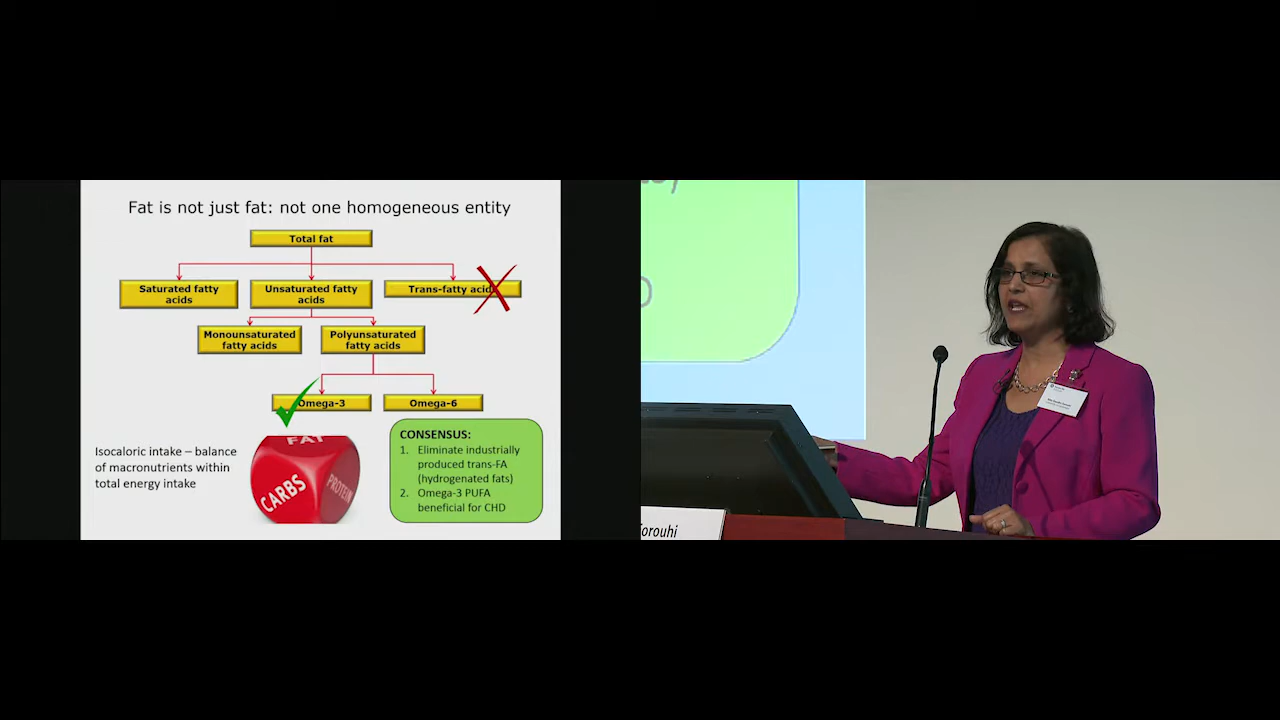 Fat is not just fat: not one homogeneous entity
Total fat
Saturated fatty
acids
Unsaturated fatty
acids
Trans-fatty acids
Monounsaturated
fatty acids
Polyunsaturated
fatty acids
Omega-3
Omega-6
Isocaloric intake – balance
of macronutrients within
total energy intake
FAT
CARBS
PROTEIN
CONSENSUS:
1. Eliminate industrially
produced trans-FA
(hydrogenated fats)
2. Omega-3 PUFA
beneficial for CHD
Forouhi